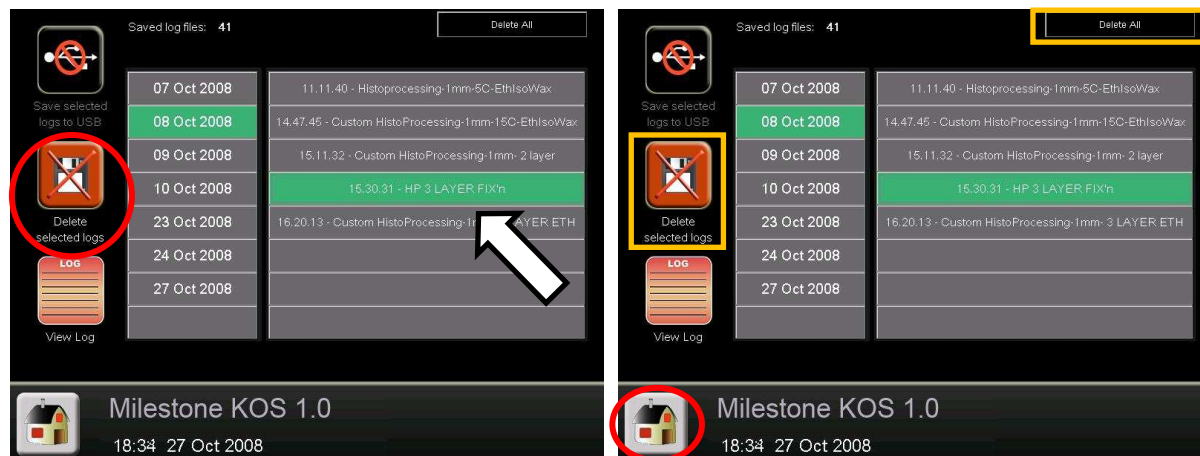 Saved log files: 41
Delete All
Save selected
logs to USB
07 Oct 2008
11.11.40 - Histoprocessing-1mm-5C-EthIsoWax
08 Oct 2008
14.47.45 - Custom HistoProcessing-1mm-15C-EthIsoWax
09 Oct 2008
15.11.32 - Custom HistoProcessing-1mm- 2 layer
10 Oct 2008
15.30.31 - HP 3 LAYER FIX'n
Delete
selected logs
23 Oct 2008
16.20.13 - Custom HistoProcessing-1m AYER ETH
24 Oct 2008
27 Oct 2008
LOG
View Log
Milestone KOS 1.0
18:34 27 Oct 2008
Saved log files: 41
Delete All
Save selected
logs to USB
07 Oct 2008
11.11.40 - Histoprocessing-1mm-5C-EthIsoWax
08 Oct 2008
14.47.45 - Custom HistoProcessing-1mm-15C-EthIsoWax
09 Oct 2008
15.11.32 - Custom HistoProcessing-1mm- 2 layer
10 Oct 2008
15.30.31 - HP 3 LAYER FIX'n
Delete
selected logs
23 Oct 2008
16.20.13 - Custom HistoProcessing-1mm- 3 LAYER ETH
24 Oct 2008
27 Oct 2008
LOG
View Log
Milestone KOS 1.0
18:34 27 Oct 2008